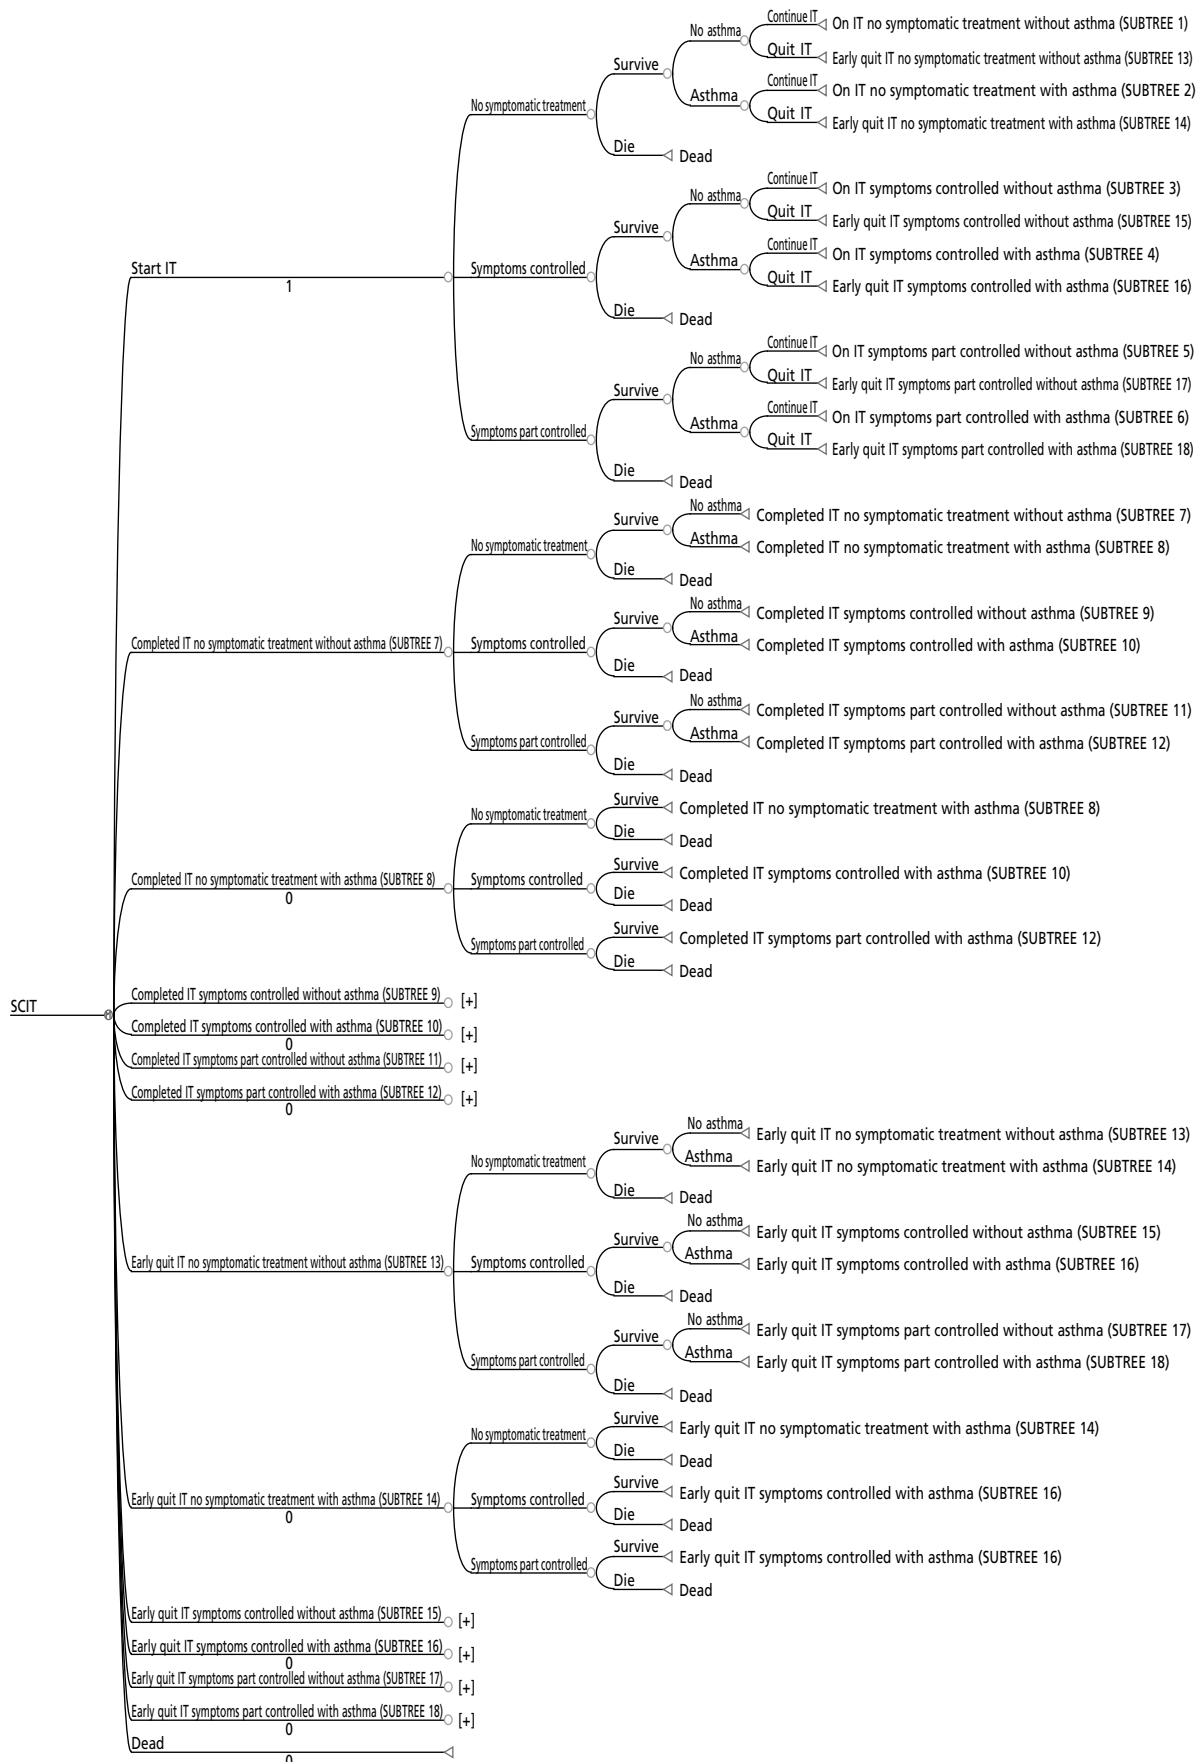 Continue IT
On IT no symptomatic treatment without asthma (SUBTREE 1)
No asthma
Quit IT
Early quit IT no symptomatic treatment without asthma (SUBTREE 13)
Survive
Continue IT
On IT no symptomatic treatment with asthma (SUBTREE 2)
Asthma
Quit IT
Early quit IT no symptomatic treatment with asthma (SUBTREE 14)
No symptomatic treatment
Die
Dead
Continue IT
On IT symptoms controlled without asthma (SUBTREE 3)
No asthma
Quit IT
Early quit IT symptoms controlled without asthma (SUBTREE 15)
Survive
Continue IT
On IT symptoms controlled with asthma (SUBTREE 4)
Asthma
Quit IT
Early quit IT symptoms controlled with asthma (SUBTREE 16)
Start IT
1
Symptoms controlled
Die
Dead
Continue IT
On IT symptoms part controlled without asthma (SUBTREE 5)
No asthma
Quit IT
Early quit IT symptoms part controlled without asthma (SUBTREE 17)
Survive
Continue IT
On IT symptoms part controlled with asthma (SUBTREE 6)
Asthma
Quit IT
Early quit IT symptoms part controlled with asthma (SUBTREE 18)
Symptoms part controlled
Die
Dead
No asthma
Completed IT no symptomatic treatment without asthma (SUBTREE 7)
Survive
Asthma
Completed IT no symptomatic treatment with asthma (SUBTREE 8)
No symptomatic treatment
Die
Dead
No asthma
Completed IT symptoms controlled without asthma (SUBTREE 9)
Survive
Asthma
Completed IT symptoms controlled with asthma (SUBTREE 10)
Completed IT no symptomatic treatment without asthma (SUBTREE 7)
Symptoms controlled
Die
Dead
No asthma
Completed IT symptoms part controlled without asthma (SUBTREE 11)
Survive
Asthma
Completed IT symptoms part controlled with asthma (SUBTREE 12)
Symptoms part controlled
Die
Dead
Survive
Completed IT no symptomatic treatment with asthma (SUBTREE 8)
No symptomatic treatment
Die
Dead
Survive
Completed IT symptoms controlled with asthma (SUBTREE 10)
Completed IT no symptomatic treatment with asthma (SUBTREE 8)
0
Symptoms controlled
Die
Dead
Survive
Completed IT symptoms part controlled with asthma (SUBTREE 12)
Symptoms part controlled
Die
Dead
SCIT
M
Completed IT symptoms controlled without asthma (SUBTREE 9)
[+]
Completed IT symptoms controlled with asthma (SUBTREE 10)
0
[+]
Completed IT symptoms part controlled without asthma (SUBTREE 11)
[+]
Completed IT symptoms part controlled with asthma (SUBTREE 12)
0
[+]
No asthma
Early quit IT no symptomatic treatment without asthma (SUBTREE 13)
Survive
Asthma
Early quit IT no symptomatic treatment with asthma (SUBTREE 14)
No symptomatic treatment
Die
Dead
No asthma
Early quit IT symptoms controlled without asthma (SUBTREE 15)
Survive
Asthma
Early quit IT symptoms controlled with asthma (SUBTREE 16)
Early quit IT no symptomatic treatment without asthma (SUBTREE 13)
Symptoms controlled
Die
Dead
No asthma
Early quit IT symptoms part controlled without asthma (SUBTREE 17)
Survive
Asthma
Early quit IT symptoms part controlled with asthma (SUBTREE 18)
Symptoms part controlled
Die
Dead
Survive
Early quit IT no symptomatic treatment with asthma (SUBTREE 14)
No symptomatic treatment
Die
Dead
Survive
Early quit IT symptoms controlled with asthma (SUBTREE 16)
Early quit IT no symptomatic treatment with asthma (SUBTREE 14)
0
Symptoms controlled
Die
Dead
Survive
Early quit IT symptoms controlled with asthma (SUBTREE 16)
Symptoms part controlled
Die
Dead
Early quit IT symptoms controlled without asthma (SUBTREE 15)
[+]
Early quit IT symptoms controlled with asthma (SUBTREE 16)
0
[+]
Early quit IT symptoms part controlled without asthma (SUBTREE 17)
[+]
Early quit IT symptoms part controlled with asthma (SUBTREE 18)
0
[+]
Dead
0